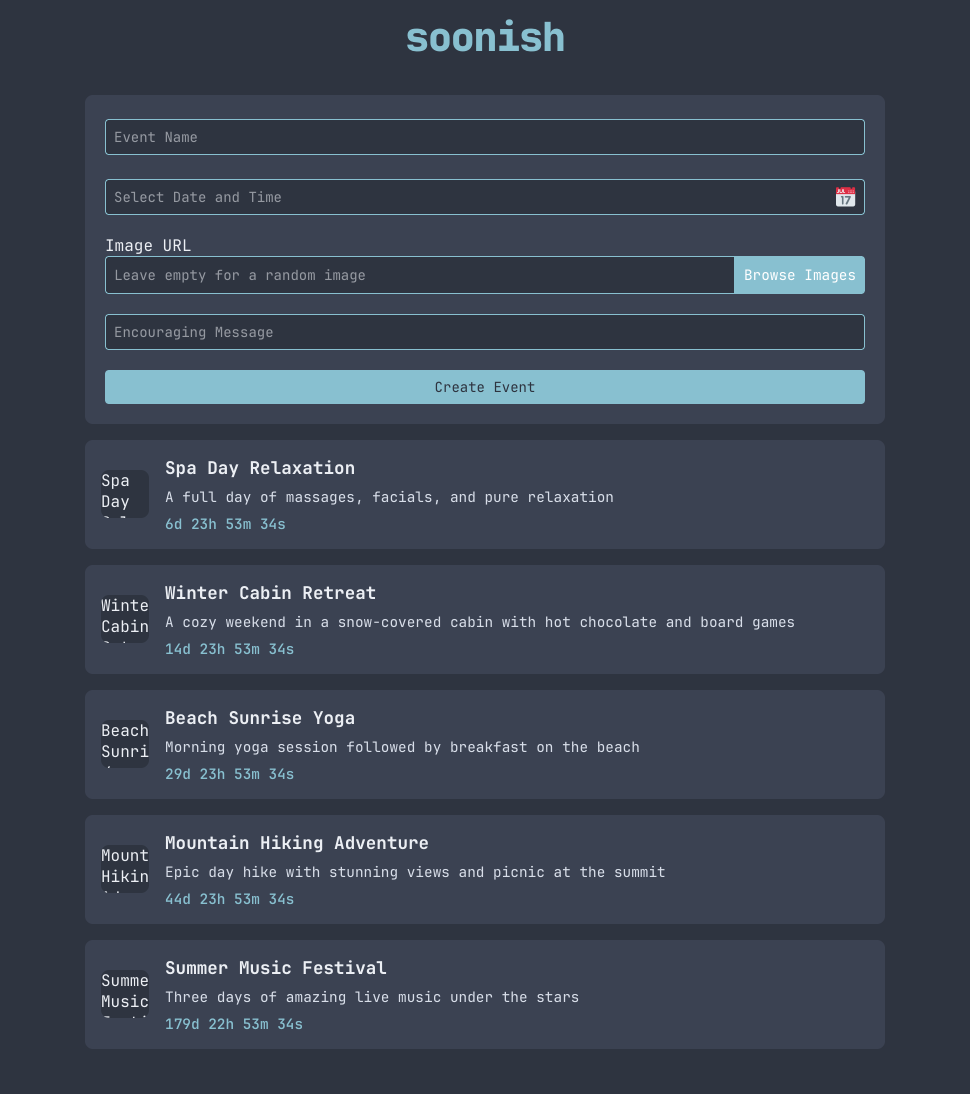 soonish
Event Name
Select Date and Time
JUL
17
Image URL
Leave empty for a random image
Browse Images
Encouraging Message
Create Event
Spa
Day
Spa Day Relaxation
A full day of massages, facials, and pure relaxation
6d 23h 53m 34s
Winte
Cabin
Winter Cabin Retreat
A cozy weekend in a snow-covered cabin with hot chocolate and board games
14d 23h 53m 34s
Beach
Sunri
Beach Sunrise Yoga
Morning yoga session followed by breakfast on the beach
29d 23h 53m 34s
Mount
Hikin
Mountain Hiking Adventure
Epic day hike with stunning views and picnic at the summit
44d 23h 53m 34s
Summe
Music
Summer Music Festival
Three days of amazing live music under the stars
179d 22h 53m 34s